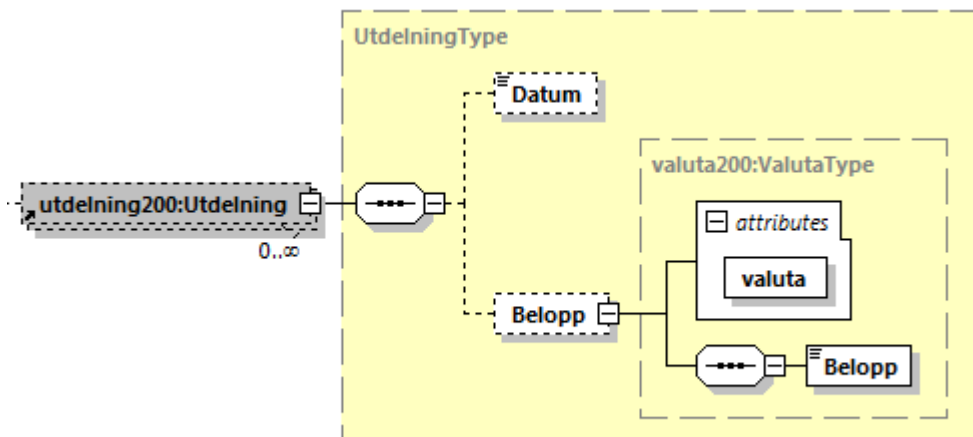 UtdelningType
Datum
valuta200:ValutaType
attributes
utdelning200:Utdelning
valuta
0..∞
Belopp
Belopp